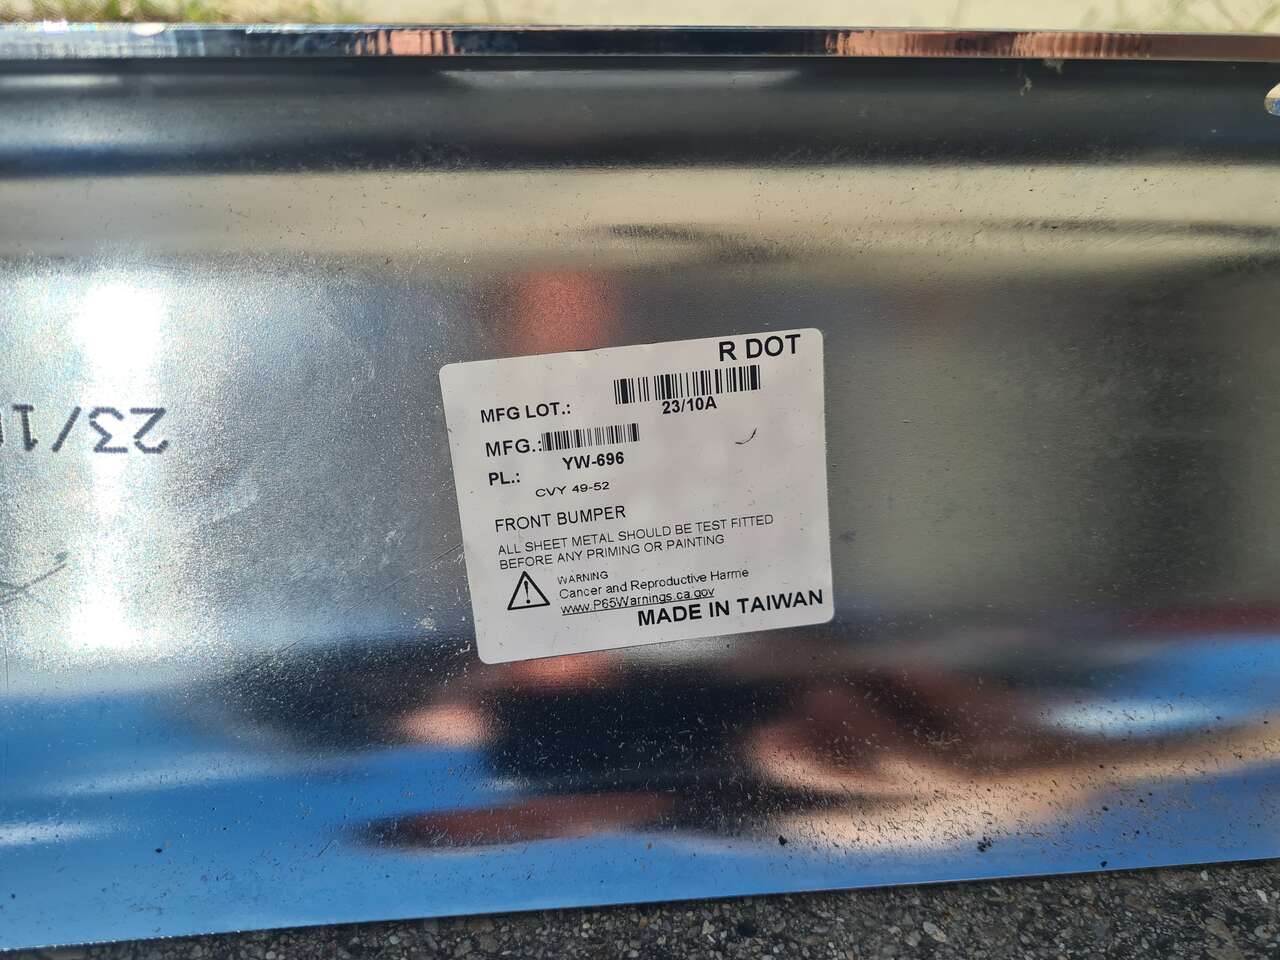 R DOT
MFG LOT.:
23/10A
MFG.:
YW-696
PL.:
CVY 49-52
FRONT BUMPER
ALL SHEET METAL SHOULD BE TEST FITTED
BEFORE ANY PRIMING OR PAINTING
WARNING
Cancer and Reproductive Harme
www.P65Warnings.ca.gov
MADE IN TAIWAN
23/10